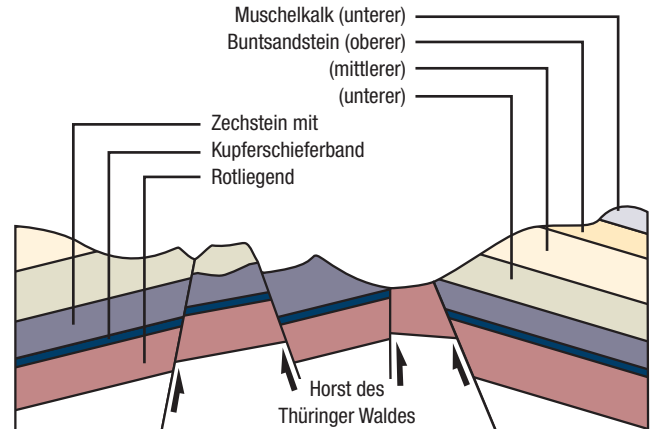 Muschelkalk (unterer)
Buntsandstein (oberer)
(mittlerer)
(unterer)
Zechstein mit
Kupferschieferband
Rotliegend
Horst des
Thüringer Waldes